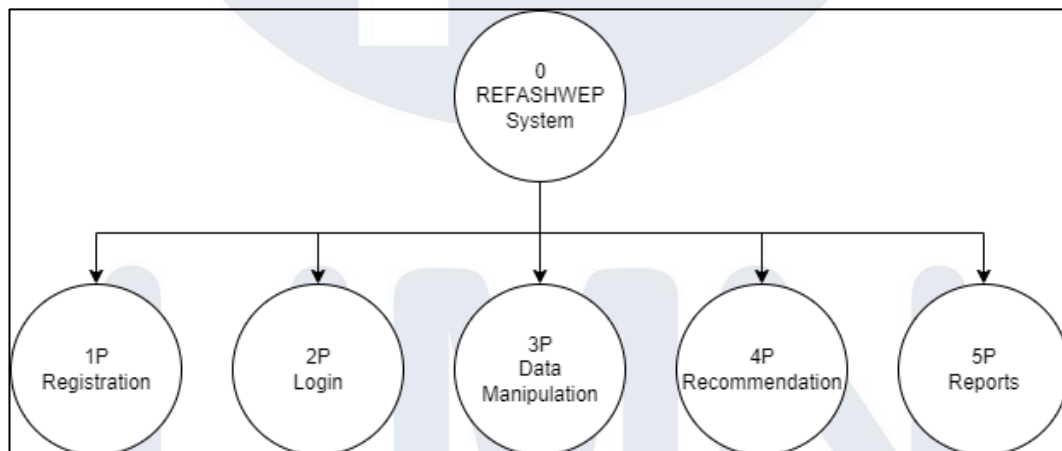 0
REFASHWEP
System
1P
Registration
2P
Login
3P
Data
Manipulation
4P
Recommendation
5P
Reports